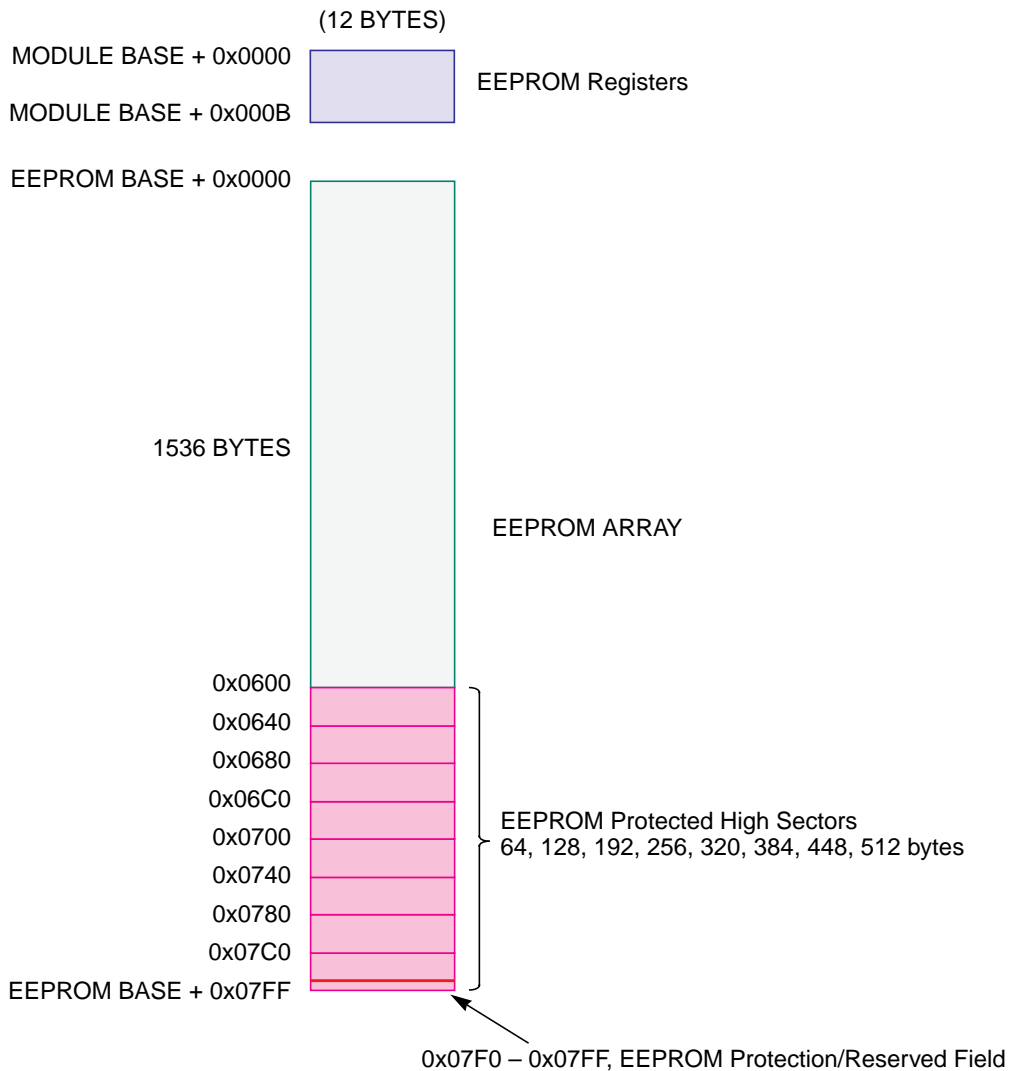 (12 BYTES)
MODULE BASE + 0x0000
EEPROM Registers
MODULE BASE + 0x000B
EEPROM BASE + 0x0000
1536 BYTES
EEPROM ARRAY
0x0600
0x0640
0x0680
0x06C0
0x0700
EEPROM Protected High Sectors
64, 128, 192, 256, 320, 384, 448, 512 bytes
0x0740
0x0780
0x07C0
EEPROM BASE + 0x07FF
0x07F0 – 0x07FF, EEPROM Protection/Reserved Field